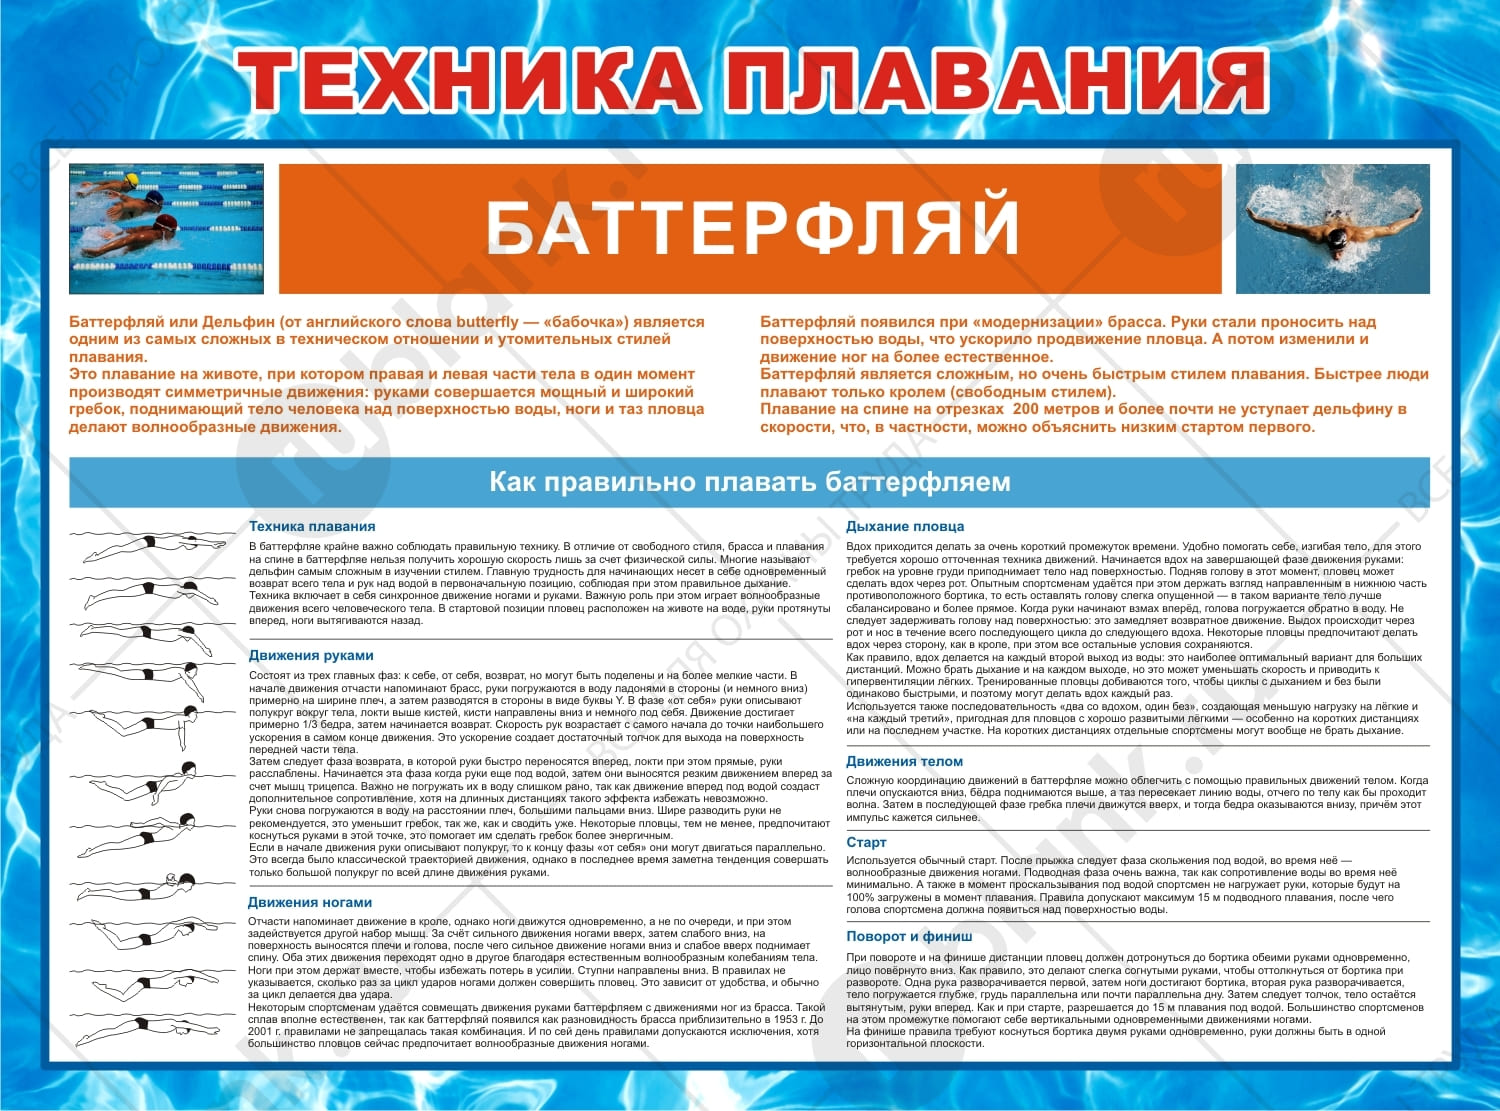 ТЕХНИКА ПЛАВАНИЯ
БАТТЕРФЛЯЙ
Баттерфляй или Дельфин (от английского слова butterfly — «бабочка») является
одним из самых сложных в техническом отношении и утомительных стилей
плавания.
Это плавание на животе, при котором правая и левая части тела в один момент
производят симметричные движения: руками совершается мощный и широкий
гребок, поднимающий тело человека над поверхностью воды, ноги и таз пловца
делают волнообразные движения.
Баттерфляй появился при «модернизации» брасса. Руки стали проносить над
поверхностью воды, что ускорило продвижение пловца. А потом изменили и
движение ног на более естественное.
Баттерфляй является сложным, но очень быстрым стилем плавания. Быстрее люди
плавают только кролем (свободным стилем).
Плавание на спине на отрезках 200 метров и более почти не уступает дельфину в
скорости, что, в частности, можно объяснить низким стартом первого.
Как правильно плавать баттерфляем
Техника плавания
В баттерфляе крайне важно соблюдать правильную технику. В отличие от свободного стиля, брасса и плавания
на спине в баттерфляе нельзя получить хорошую скорость лишь за счет физической силы. Многие называют
дельфин самым сложным в изучении стилем. Главную трудность для начинающих несет в себе одновременный
возврат всего тела и рук над водой в первоначальную позицию, соблюдая при этом правильное дыхание.
Техника включает в себя синхронное движение ногами и руками. Важную роль при этом играет волнообразные
движения всего человеческого тела. В стартовой позиции пловец расположен на животе на воде, руки протянуты
вперед, ноги вытягиваются назад.
Движения руками
Состоят из трех главных фаз: к себе, от себя, возврат, но могут быть поделены и на более мелкие части. В
начале движения отчасти напоминают брасс, руки погружаются в воду ладонями в стороны (и немного вниз)
примерно на ширине плеч, а затем разводятся в стороны в виде буквы Y. В фазе «от себя» руки описывают
полукруг вокруг тела, локти выше кистей, кисти направлены вниз и немного под себя. Движение достигает
примерно 1/3 бедра, затем начинается возврат. Скорость рук возрастает с самого начала до точки наибольшего
ускорения в самом конце движения. Это ускорение создает достаточный толчок для выхода на поверхность
передней части тела.
Затем следует фаза возврата, в которой руки быстро переносятся вперед, локти при этом прямые, руки
расслаблены. Начинается эта фаза когда руки еще под водой, затем они выносятся резким движением вперед за
счет мышц трицепса. Важно не погружать их в воду слишком рано, так как движение вперед под водой создаст
дополнительное сопротивление, хотя на длинных дистанциях такого эффекта избежать невозможно.
Руки снова погружаются в воду на расстоянии плеч, большими пальцами вниз. Шире разводить руки не
рекомендуется, это уменьшит гребок, так же, как и сводить уже. Некоторые пловцы, тем не менее, предпочитают
коснуться руками в этой точке, это помогает им сделать гребок более энергичным.
Если в начале движения руки описывают полукруг, то к концу фазы «от себя» они могут двигаться параллельно.
Это всегда было классической траекторией движения, однако в последнее время заметна тенденция совершать
только большой полукруг по всей длине движения руками.
Движения ногами
Отчасти напоминает движение в кроле, однако ноги движутся одновременно, а не по очереди, и при этом
задействуется другой набор мышц. За счёт сильного движения ногами вверх, затем слабого вниз, на
поверхность выносятся плечи и голова, после чего сильное движение ногами вниз и слабое вверх поднимает
спину. Оба этих движения переходят одно в другое благодаря естественным волнообразным колебаниям тела.
Ноги при этом держат вместе, чтобы избежать потерь в усилии. Ступни направлены вниз. В правилах не
указывается, сколько раз за цикл ударов ногами должен совершить пловец. Это зависит от удобства, и обычно
за цикл делается два удара.
Некоторым спортсменам удаётся совмещать движения руками баттерфляем с движениями ног из брасса. Такой
сплав вполне естественен, так как баттерфляй появился как разновидность брасса приблизительно в 1953 г. До
2001 г. правилами не запрещалась такая комбинация. И по сей день правилами допускаются исключения, хотя
большинство пловцов сейчас предпочитает волнообразные движения ногами.
Дыхание пловца
Вдох приходится делать за очень короткий промежуток времени. Удобно помогать себе, изгибая тело, для этого
требуется хорошо отточенная техника движений. Начинается вдох на завершающей фазе движения руками:
гребок на уровне груди приподнимает тело над поверхностью. Подняв голову в этот момент, пловец может
сделать вдох через рот. Опытным спортсменам удаётся при этом держать взгляд направленным в нижнюю часть
противоположного бортика, то есть оставлять голову слегка опущенной — в таком варианте тело лучше
сбалансировано и более прямое. Когда руки начинают взмах вперёд, голова погружается обратно в воду. Не
следует задерживать голову над поверхностью: это замедляет возвратное движение. Выдох происходит через
рот и нос в течение всего последующего цикла до следующего вдоха. Некоторые пловцы предпочитают делать
вдох через сторону, как в кроле, при этом все остальные условия сохраняются.
Как правило, вдох делается на каждый второй выход из воды: это наиболее оптимальный вариант для больших
дистанций. Можно брать дыхание и на каждом выходе, но это может уменьшать скорость и приводить к
гипервентиляции лёгких. Тренированные пловцы добиваются того, чтобы циклы с дыханием и без были
одинаково быстрыми, и поэтому могут делать вдох каждый раз.
Используется также последовательность «два со вдохом, один без», создающая меньшую нагрузку на лёгкие и
«на каждый третий», пригодная для пловцов с хорошо развитыми лёгкими — особенно на коротких дистанциях
или на последнем участке. На коротких дистанциях отдельные спортсмены могут вообще не брать дыхание.
Движения телом
Сложную координацию движений в баттерфляе можно облегчить с помощью правильных движений телом. Когда
плечи опускаются вниз, бёдра поднимаются выше, а таз пересекает линию воды, отчего по телу как бы проходит
волна. Затем в последующей фазе гребка плечи движутся вверх, и тогда бедра оказываются внизу, причём этот
импульс кажется сильнее.
Старт
Используется обычный старт. После прыжка следует фаза скольжения под водой, во время неё —
волнообразные движения ногами. Подводная фаза очень важна, так как сопротивление воды во время неё
минимально. А также в момент проскальзывания под водой спортсмен не нагружает руки, которые будут на
100% загружены в момент плавания. Правила допускают максимум 15 м подводного плавания, после чего
голова спортсмена должна появиться над поверхностью воды.
Поворот и финиш
При повороте и на финише дистанции пловец должен дотронуться до бортика обеими руками одновременно,
лицо повёрнуто вниз. Как правило, это делают слегка согнутыми руками, чтобы оттолкнуться от бортика при
развороте. Одна рука разворачивается первой, затем ноги достигают бортика, вторая рука разворачивается,
тело погружается глубже, грудь параллельна или почти параллельна дну. Затем следует толчок, тело остаётся
вытянутым, руки вперед. Как и при старте, разрешается до 15 м плавания под водой. Большинство спортсменов
на этом промежутке помогают себе вертикальными одновременными движениями ногами.
На финише правила требуют коснуться бортика двумя руками одновременно, руки должны быть в одной
горизонтальной плоскости.